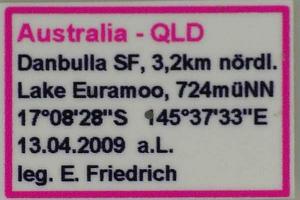 Australia - QLD
Danbulla SF, 3,2km nördl.
Lake Euramoo, 724müNN
17°08'28"S 145°37'33"E
13.04.2009 a.L.
leg. E. Friedrich